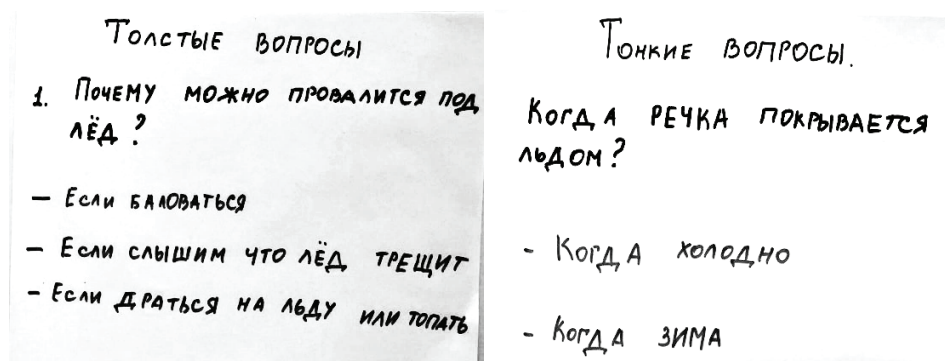 Толстые вопросы
1. Почему можно провалится под
лёд?
– Если баловаться
– Если слышим что лёд трещит
– Если драться на льду или топать
Тонкие вопросы.
Когда речка покрывается
льдом?
- Когда холодно
- Когда зима